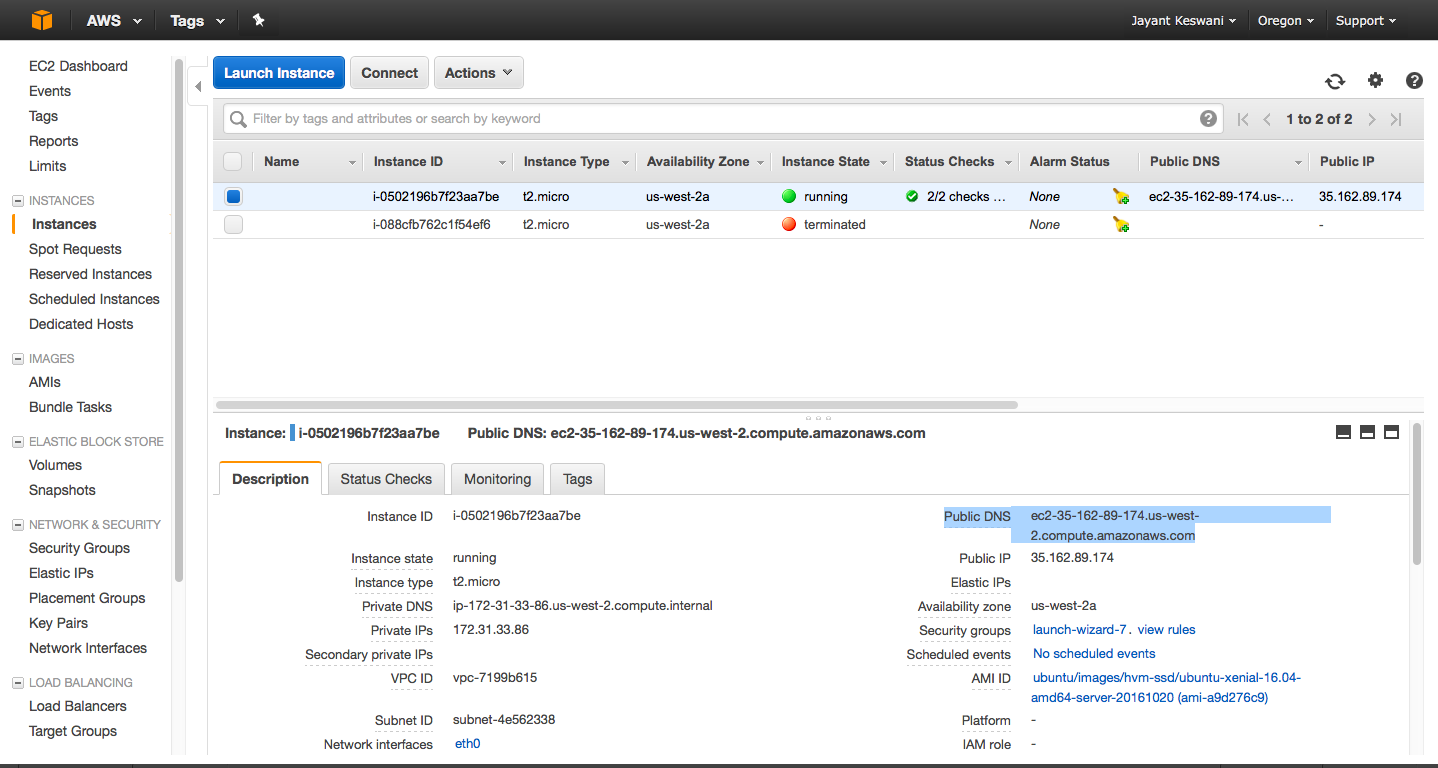 AWS Tags Jayant Keswani Oregon Support
EC2 Dashboard
Events
Tags
Reports
Limits
INSTANCES
Instances
Spot Requests
Reserved Instances
Scheduled Instances
Dedicated Hosts
IMAGES
AMIs
Bundle Tasks
ELASTIC BLOCK STORE
Volumes
Snapshots
NETWORK & SECURITY
Security Groups
Elastic IPs
Placement Groups
Key Pairs
Network Interfaces
LOAD BALANCING
Load Balancers
Target Groups
Launch Instance Connect Actions
Filter by tags and attributes or search by keyword 1 to 2 of 2
Name Instance ID Instance Type Availability Zone Instance State Status Checks Alarm Status Public DNS Public IP
i-0502196b7f23aa7be t2.micro us-west-2a running 2/2 checks ... None ec2-35-162-89-174.us-... 35.162.89.174
i-088cfb762c1f54ef6 t2.micro us-west-2a terminated None -
Instance: i-0502196b7f23aa7be Public DNS: ec2-35-162-89-174.us-west-2.compute.amazonaws.com
Description Status Checks Monitoring Tags
Instance ID i-0502196b7f23aa7be
Instance state running
Instance type t2.micro
Private DNS ip-172-31-33-86.us-west-2.compute.internal
Private IPs 172.31.33.86
Secondary private IPs
VPC ID vpc-7199b615
Subnet ID subnet-4e562338
Network interfaces eth0
Public DNS ec2-35-162-89-174.us-west-
2.compute.amazonaws.com
Public IP 35.162.89.174
Elastic IPs
Availability zone us-west-2a
Security groups launch-wizard-7. view rules
Scheduled events No scheduled events
AMI ID ubuntu/images/hvm-ssd/ubuntu-xenial-16.04-
amd64-server-20161020 (ami-a9d276c9)
Platform -
IAM role -